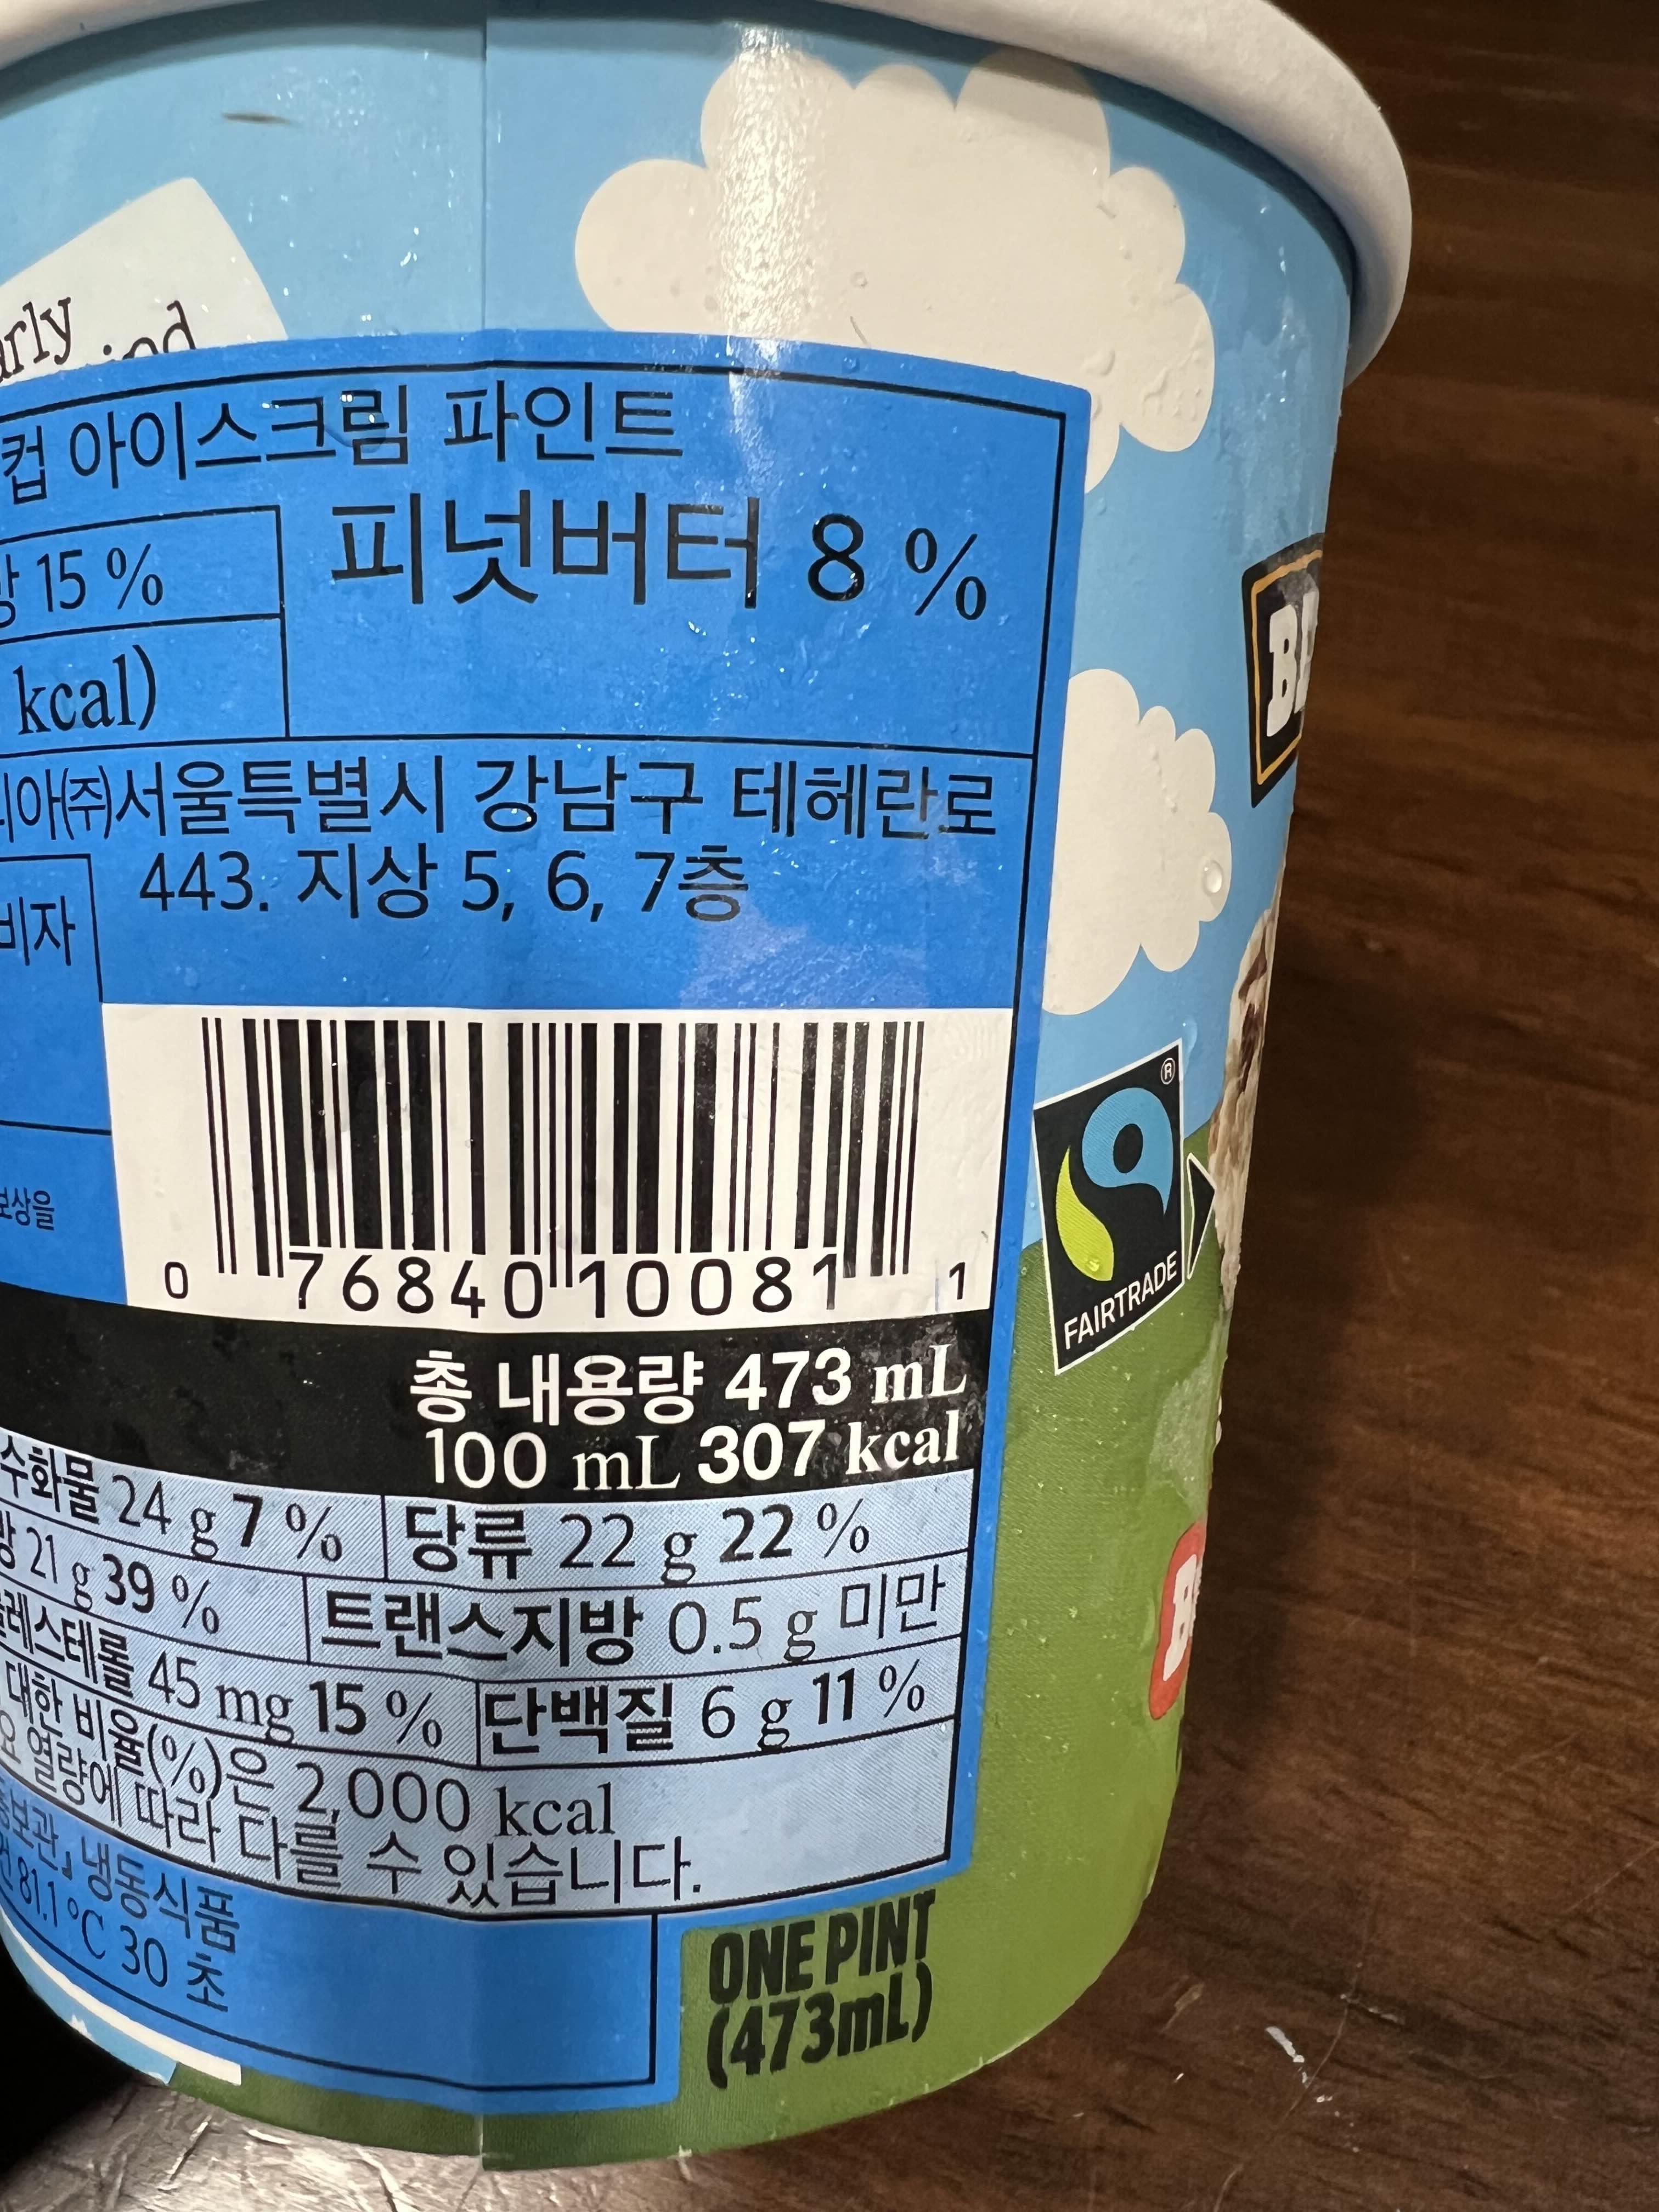 컵 아이스크림 파인트
15 %
피넛버터 8 %
kcal)
(주)서울특별시 강남구 테헤란로
443. 지상 5, 6, 7층
비자
보상을
0 76840 10081 1
총 내용량 473 mL
100 mL 307 kcal
수화물 24 g 7 % 당류 22 g 22 %
21 g 39 % 트랜스지방 0.5 g 미만
레스테롤 45 mg 15 % 단백질 6 g 11 %
대한 비율(%)은 2,000 kcal
열량에 따라 다를 수 있습니다.
보관」 냉동식품
81.1 °C 30 초
FAIRTRADE
ONE PINT
(473mL)